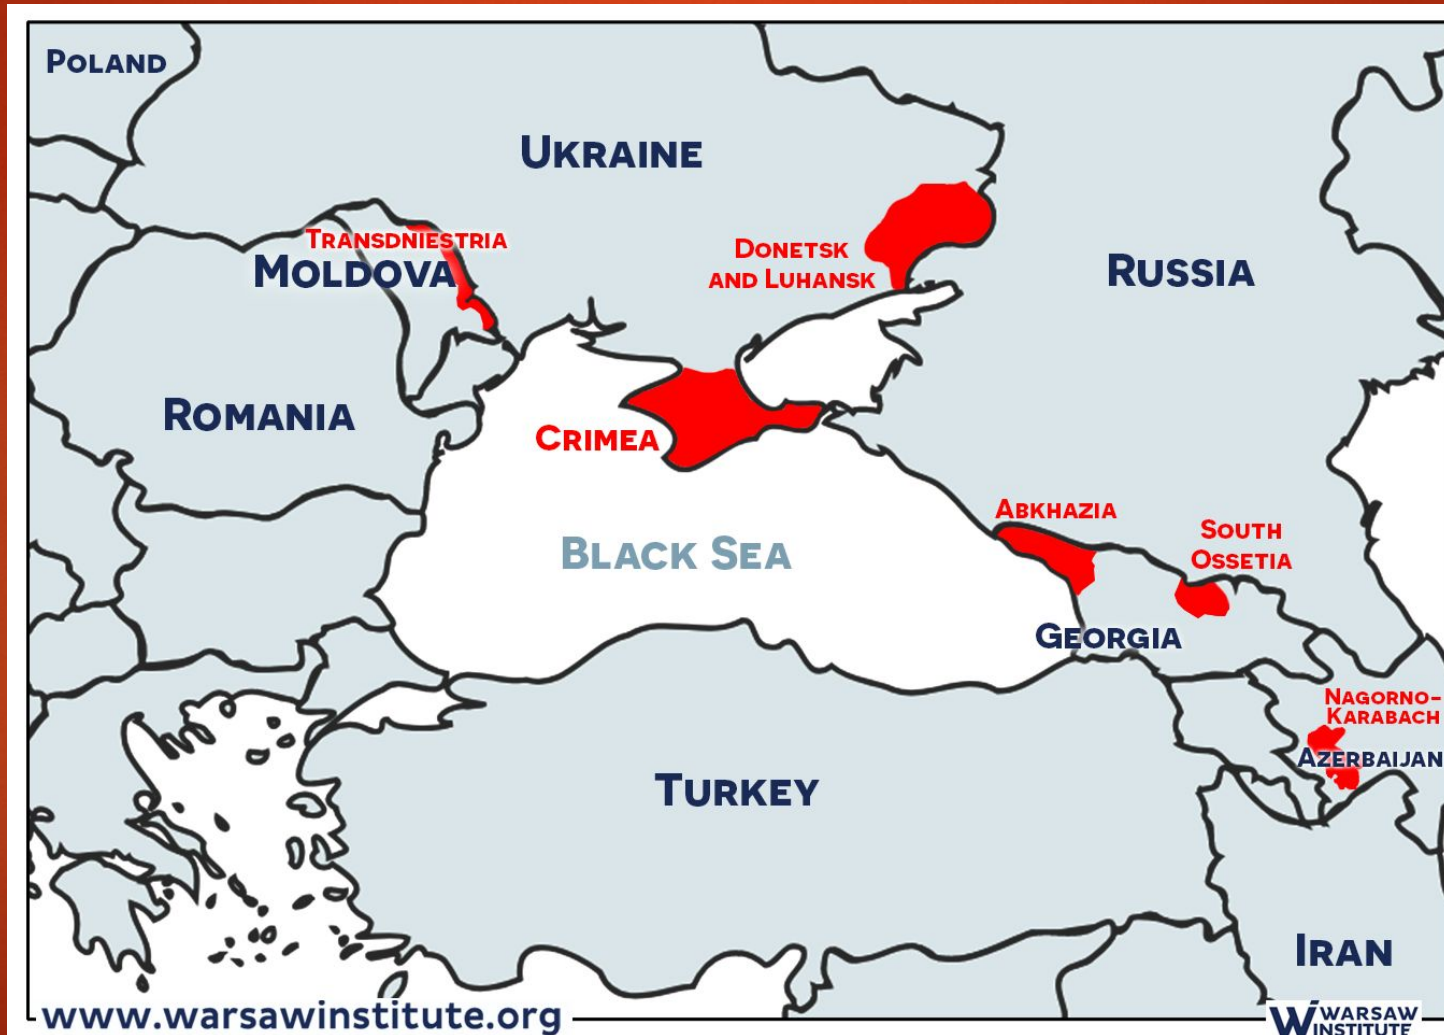 POLAND
UKRAINE
TRANSDNIESTRIA
MOLDOVA
DONETSK
AND LUHANSK
RUSSIA
ROMANIA
CRIMEA
ABKHAZIA
SOUTH
OSSETIA
BLACK SEA
GEORGIA
NAGORNO-
KARABACH
AZERBAIJAN
TURKEY
IRAN
www.warsawinstitute.org
W WARSAW
INSTITUTE